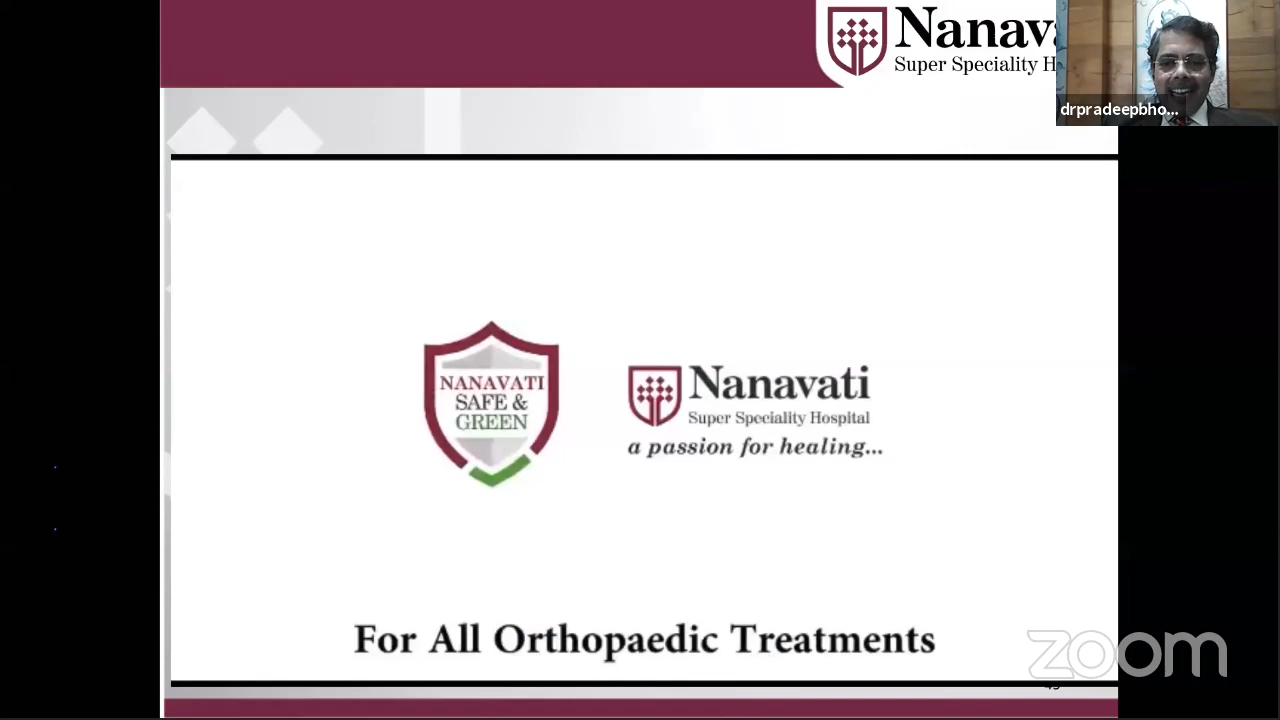 Nanava
Super Speciality H
drpradeepbho...
NANAVATI
SAFE &
GREEN
Nanavati
Super Speciality Hospital
a passion for healing...
For All Orthopaedic Treatments
zoom